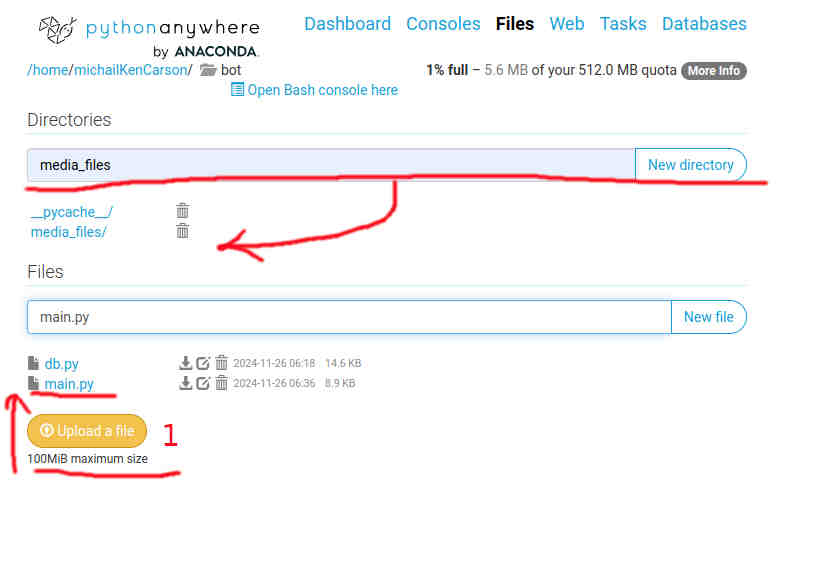 pythonanywhere
by ANACONDA.
Dashboard Consoles Files Web Tasks Databases
/home/michailKenCarson/ bot
1% full – 5.6 MB of your 512.0 MB quota More Info
Open Bash console here
Directories
media_files New directory
__pycache__/
media_files/
Files
main.py New file
db.py 2024-11-26 06:18 14.6 KB
main.py 2024-11-26 06:36 8.9 KB
Upload a file 1
100MiB maximum size